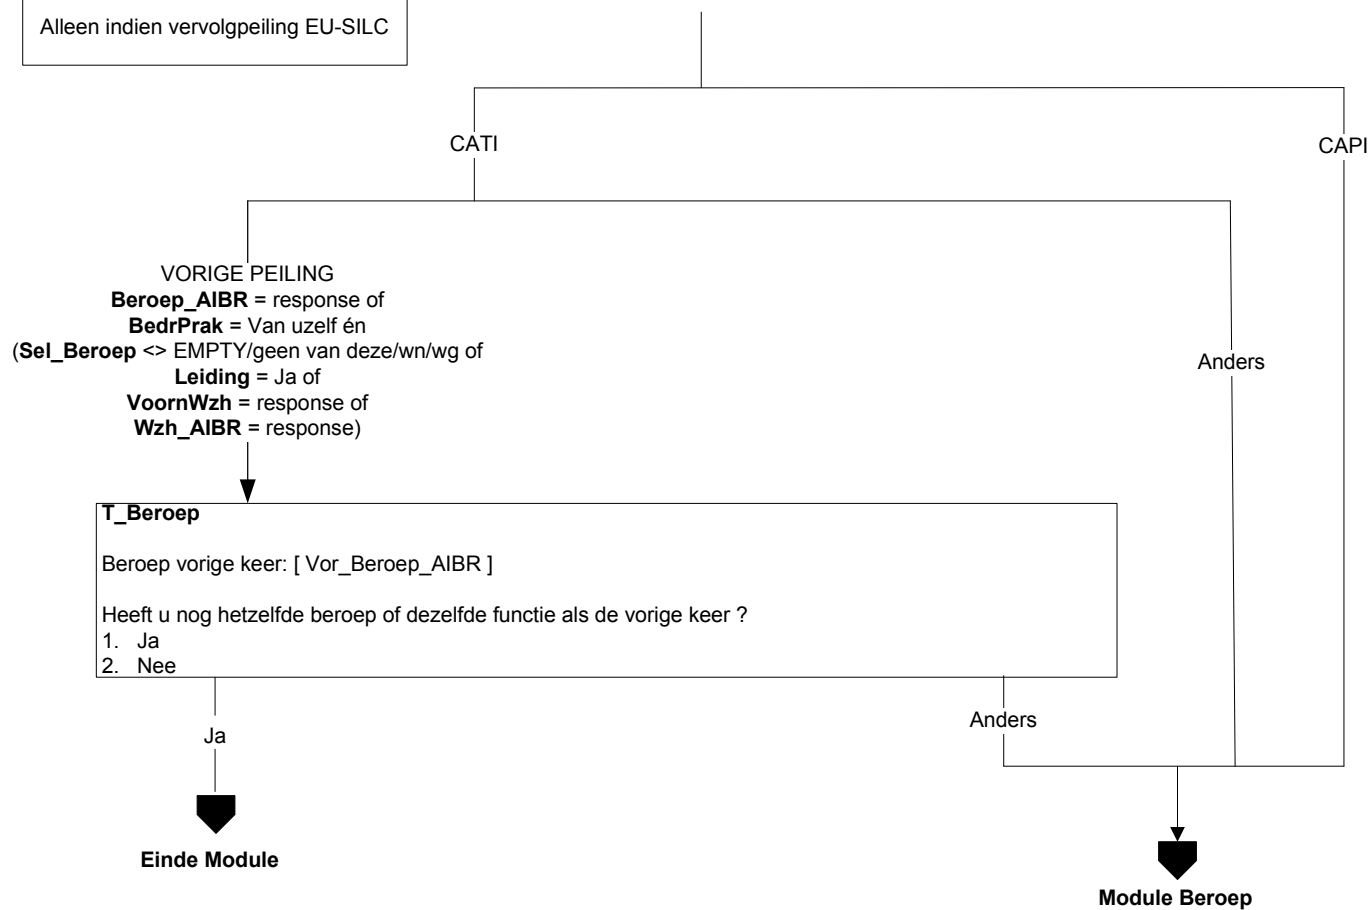 Alleen indien vervolgpeiling EU-SILC
CATI
CAPI
VORIGE PEILING
Beroep_AIBR = response of
BedrPrak = Van uzelf én
(Sel_Beroep <> EMPTY/geen van deze/wn/wg of
Leiding = Ja of
VoornWzh = response of
Wzh_AIBR = response)
Anders
T_Beroep
Beroep vorige keer: [ Vor_Beroep_AIBR ]
Heeft u nog hetzelfde beroep of dezelfde functie als de vorige keer ?
1. Ja
2. Nee
Ja
Anders
Einde Module
Module Beroep